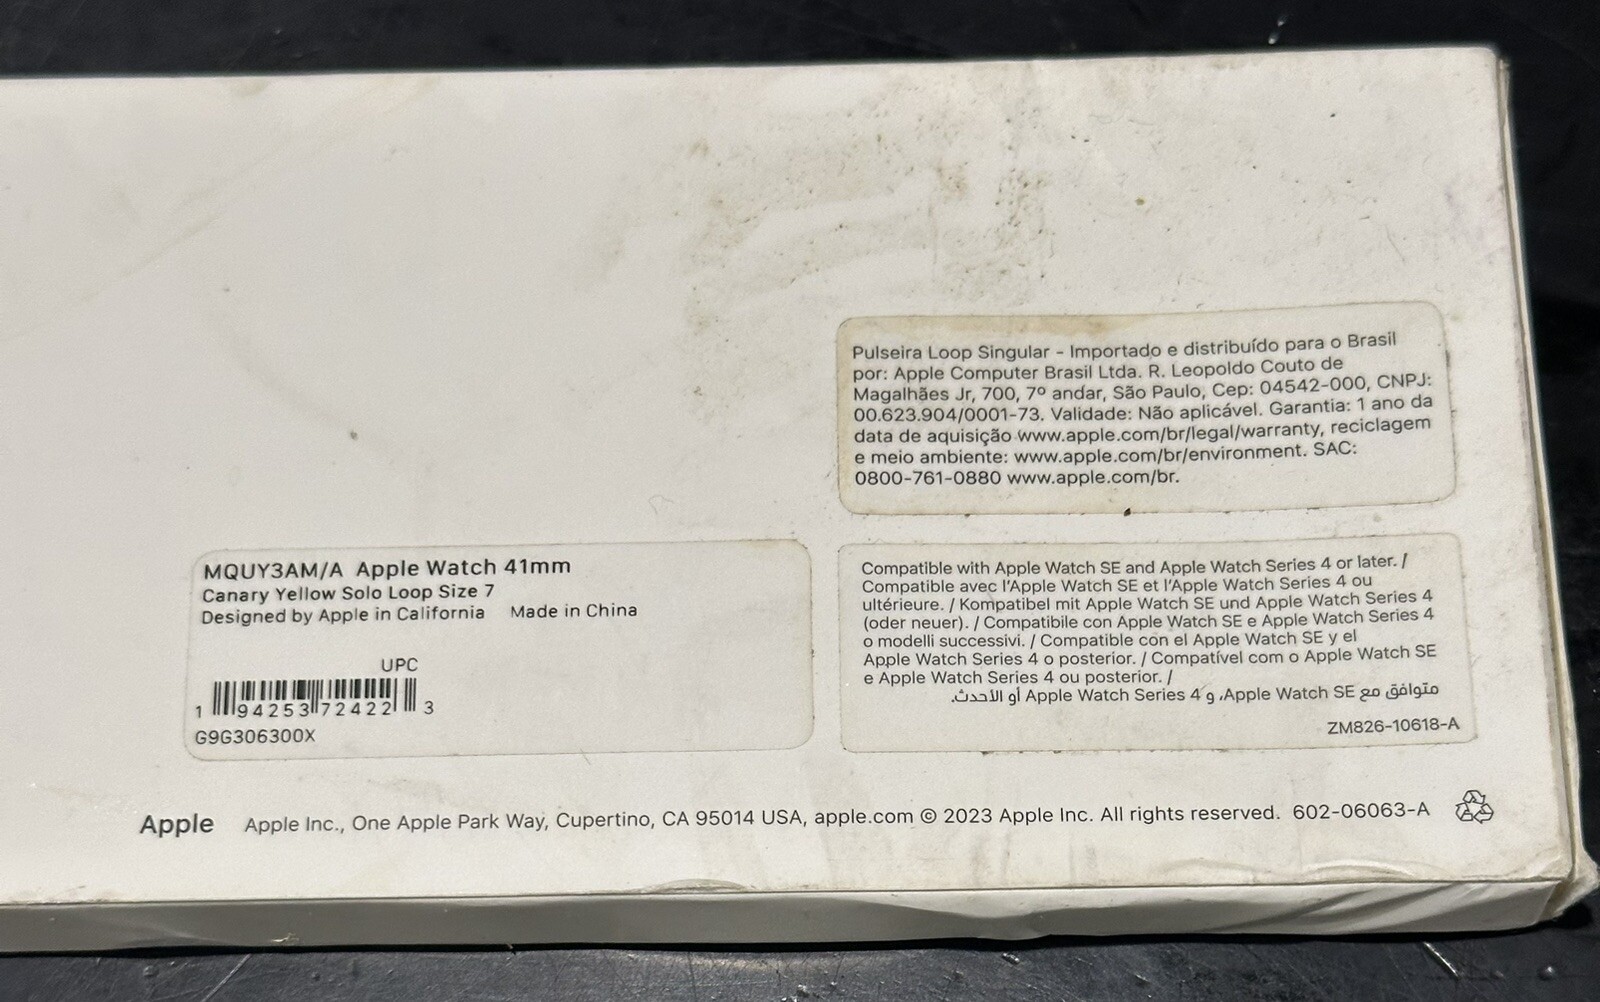 Pulseira Loop Singular - Importado e distribuído para o Brasil
por: Apple Computer Brasil Ltda. R. Leopoldo Couto de
Magalhães Jr, 700, 7º andar, São Paulo, Cep: 04542-000, CNPJ:
00.623.904/0001-73. Validade: Não aplicável. Garantia: 1 ano da
data de aquisição www.apple.com/br/legal/warranty, reciclagem
e meio ambiente: www.apple.com/br/environment. SAC:
0800-761-0880 www.apple.com/br.
MQUY3AM/A Apple Watch 41mm
Canary Yellow Solo Loop Size 7
Designed by Apple in California Made in China
UPC
1 94253 72422 3
G9G306300X
Compatible with Apple Watch SE and Apple Watch Series 4 or later. /
Compatible avec l'Apple Watch SE et l'Apple Watch Series 4 ou
ultérieure. / Kompatibel mit Apple Watch SE und Apple Watch Series 4
(oder neuer). / Compatibile con Apple Watch SE e Apple Watch Series 4
o modelli successivi. / Compatible con el Apple Watch SE y el
Apple Watch Series 4 o posterior. / Compatível com o Apple Watch SE
e Apple Watch Series 4 ou posterior. /
متوافق مع Apple Watch SE، و Apple Watch Series 4 أو الأحدث.
ZM826-10618-A
Apple Apple Inc., One Apple Park Way, Cupertino, CA 95014 USA, apple.com © 2023 Apple Inc. All rights reserved. 602-06063-A